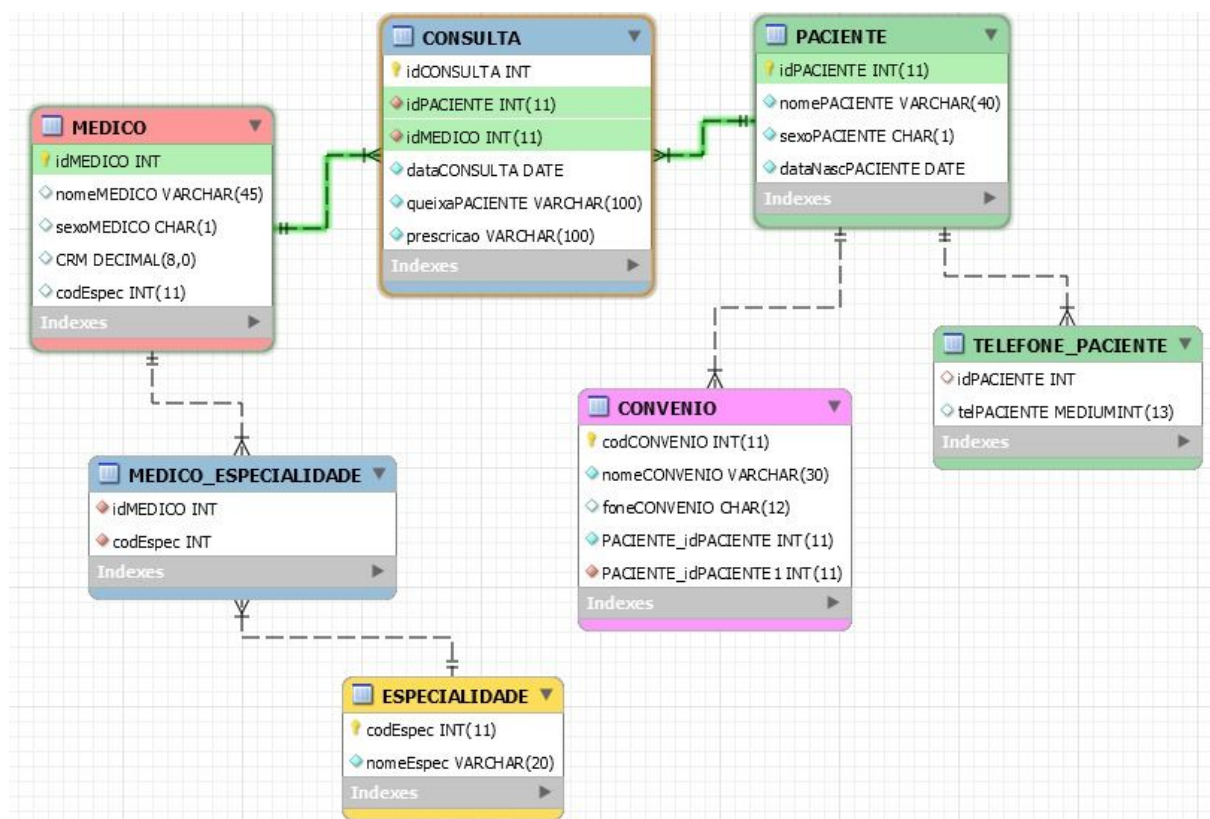 CONSULTA
idCONSULTA INT
idPACIENTE INT(11)
idMEDICO INT(11)
dataCONSULTA DATE
queixaPACIENTE VARCHAR(100)
prescricao VARCHAR(100)
Indexes
PACIENTE
idPACIENTE INT(11)
nomePACIENTE VARCHAR(40)
sexoPACIENTE CHAR(1)
dataNascPACIENTE DATE
Indexes
MEDICO
idMEDICO INT
nomeMEDICO VARCHAR(45)
sexoMEDICO CHAR(1)
CRM DECIMAL(8,0)
codEspec INT(11)
Indexes
TELEFONE_PACIENTE
idPACIENTE INT
telPACIENTE MEDIUMINT(13)
Indexes
CONVENIO
codCONVENIO INT(11)
nomeCONVENIO VARCHAR(30)
foneCONVENIO CHAR(12)
PACIENTE_idPACIENTE INT(11)
PACIENTE_idPACIENTE1 INT(11)
Indexes
MEDICO_ESPECIALIDADE
idMEDICO INT
codEspec INT
Indexes
ESPECIALIDADE
codEspec INT(11)
nomeEspec VARCHAR(20)
Indexes